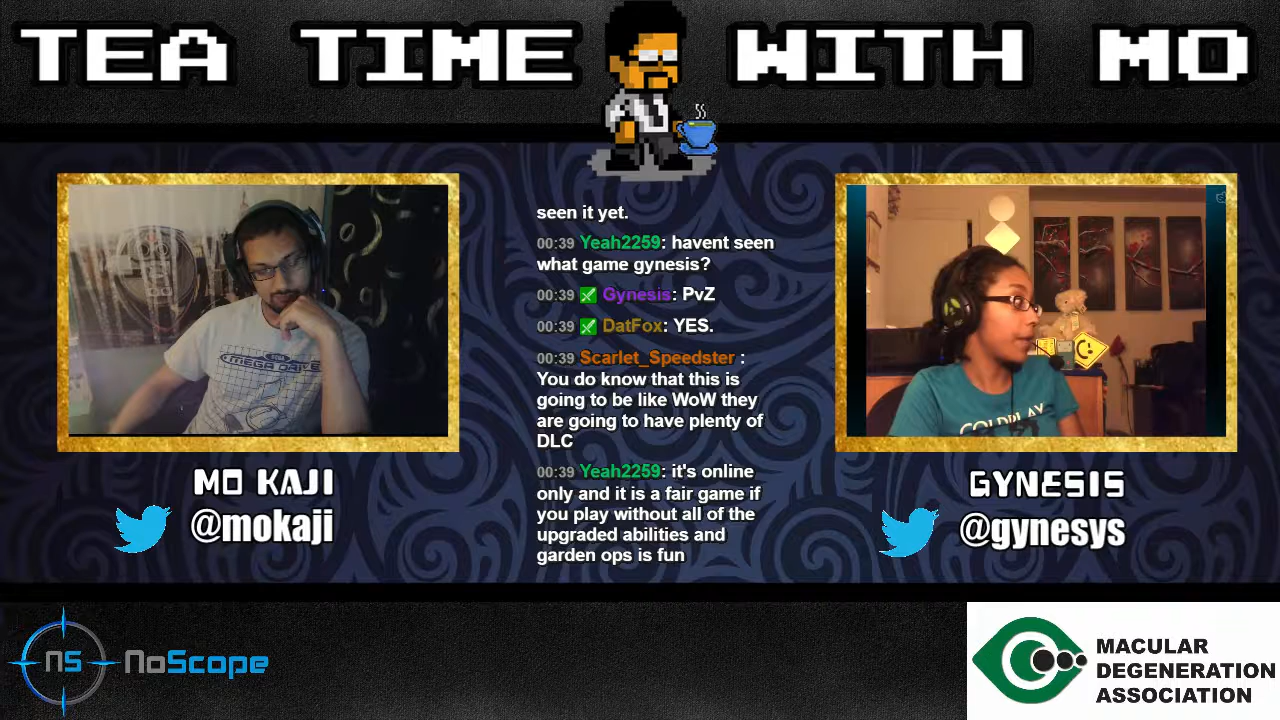 TEA TIME WITH MO
seen it yet.
00:39 Yeah2259: havent seen
what game gynesis?
00:39 Gynesis: PvZ
00:39 DatFox: YES.
00:39 Scarlet_Speedster :
You do know that this is
going to be like WoW they
are going to have plenty of
DLC
00:39 Yeah2259: it's online
only and it is a fair game if
you play without all of the
upgraded abilities and
garden ops is fun
MEGA DRIVE
COLDPLAY
MO KAJI
@mokaji
GYNESIS
@gynesys
NS NoScope
MACULAR
DEGENERATION
ASSOCIATION